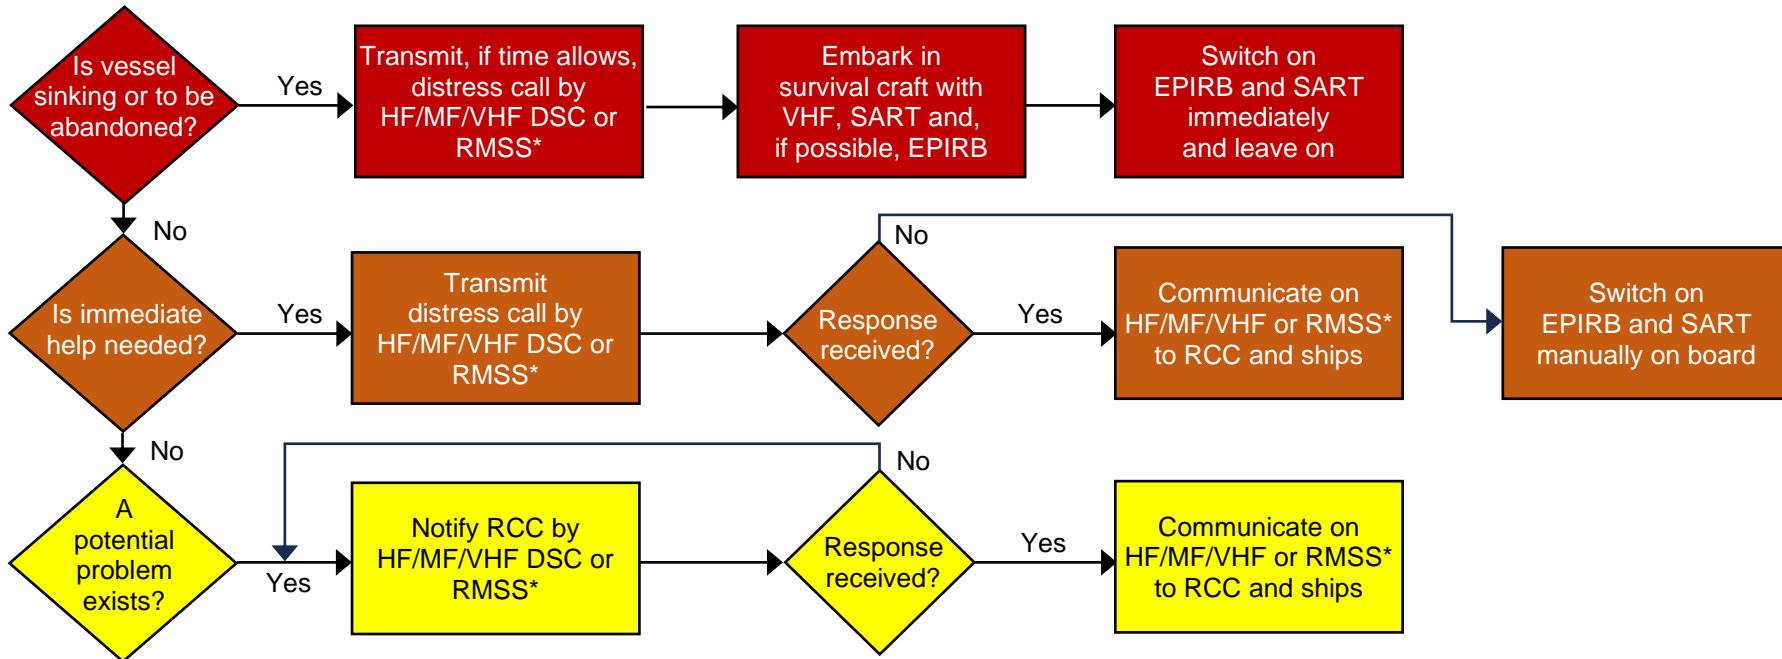 Is vessel
sinking or to be
abandoned?
Yes
Transmit, if time allows,
distress call by
HF/MF/VHF DSC or
RMSS*
Embark in
survival craft with
VHF, SART and,
if possible, EPIRB
Switch on
EPIRB and SART
immediately
and leave on
No
Is immediate
help needed?
Yes
Transmit
distress call by
HF/MF/VHF DSC or
RMSS*
Response
received?
No
Yes
Communicate on
HF/MF/VHF or RMSS*
to RCC and ships
Switch on
EPIRB and SART
manually on board
No
A
potential
problem
exists?
Yes
Notify RCC by
HF/MF/VHF DSC or
RMSS*
Response
received?
No
Yes
Communicate on
HF/MF/VHF or RMSS*
to RCC and ships